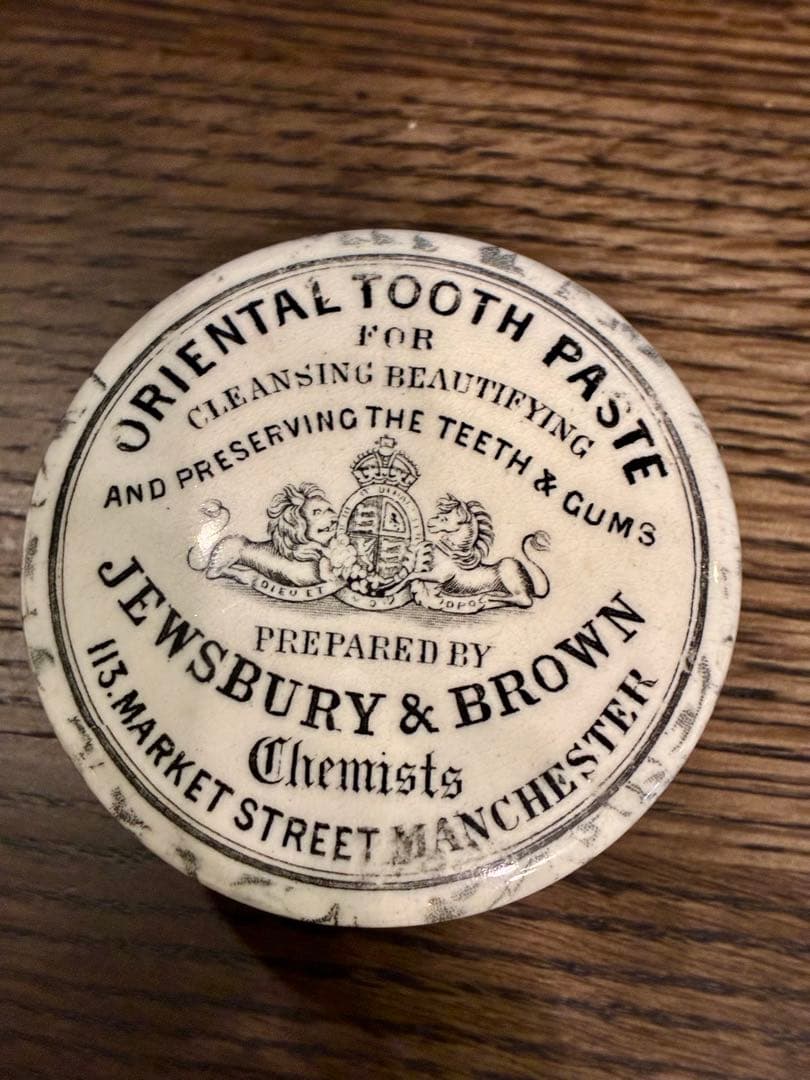 ORIENTAL TOOTH PASTE
FOR
CLEANSING BEAUTIFYING
AND PRESERVING THE TEETH & GUMS
DIEU ET MON
PREPARED BY
JEWSBURY & BROWN
Chemists
113. MARKET STREET MANCHESTER